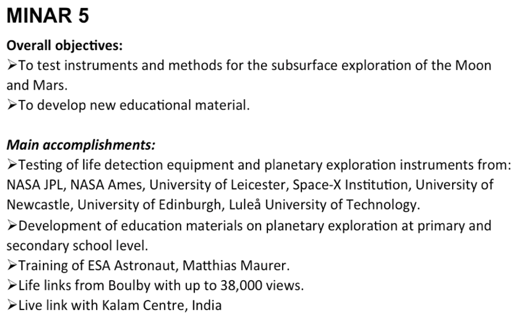 MINAR 5
Overall objectives:
➢To test instruments and methods for the subsurface exploration of the Moon
and Mars.
➢To develop new educational material.
Main accomplishments:
➢Testing of life detection equipment and planetary exploration instruments from:
NASA JPL, NASA Ames, University of Leicester, Space-X Institution, University of
Newcastle, University of Edinburgh, Luleå University of Technology.
➢Development of education materials on planetary exploration at primary and
secondary school level.
➢Training of ESA Astronaut, Matthias Maurer.
➢Life links from Boulby with up to 38,000 views.
➢Live link with Kalam Centre, India